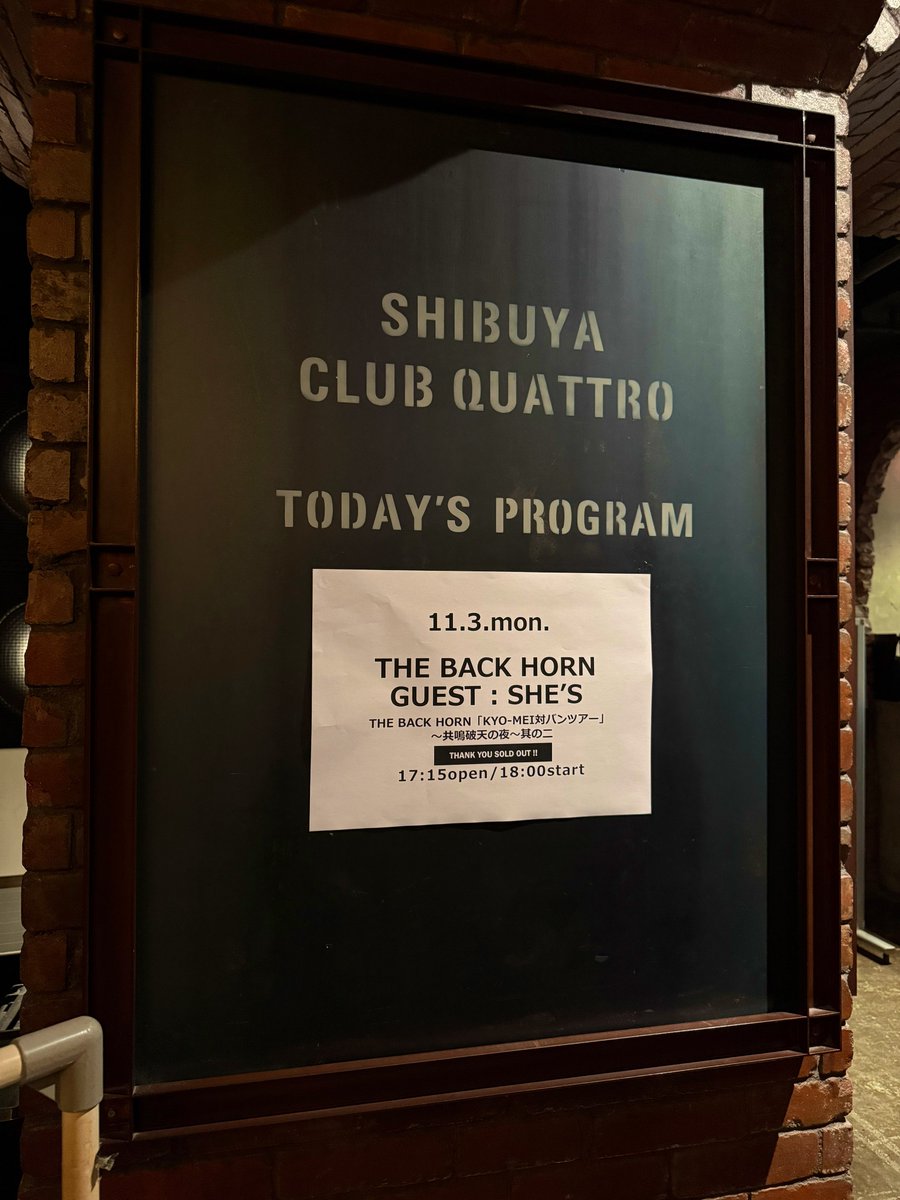 SHIBUYA
CLUB QUATTRO
TODAY'S PROGRAM
11.3.mon.
THE BACK HORN
GUEST : SHE'S
THE BACK HORN「KYO-MEI対バンツアー」
～共鳴破天の夜～其の二
THANK YOU SOLD OUT !!
17:15open/18:00start